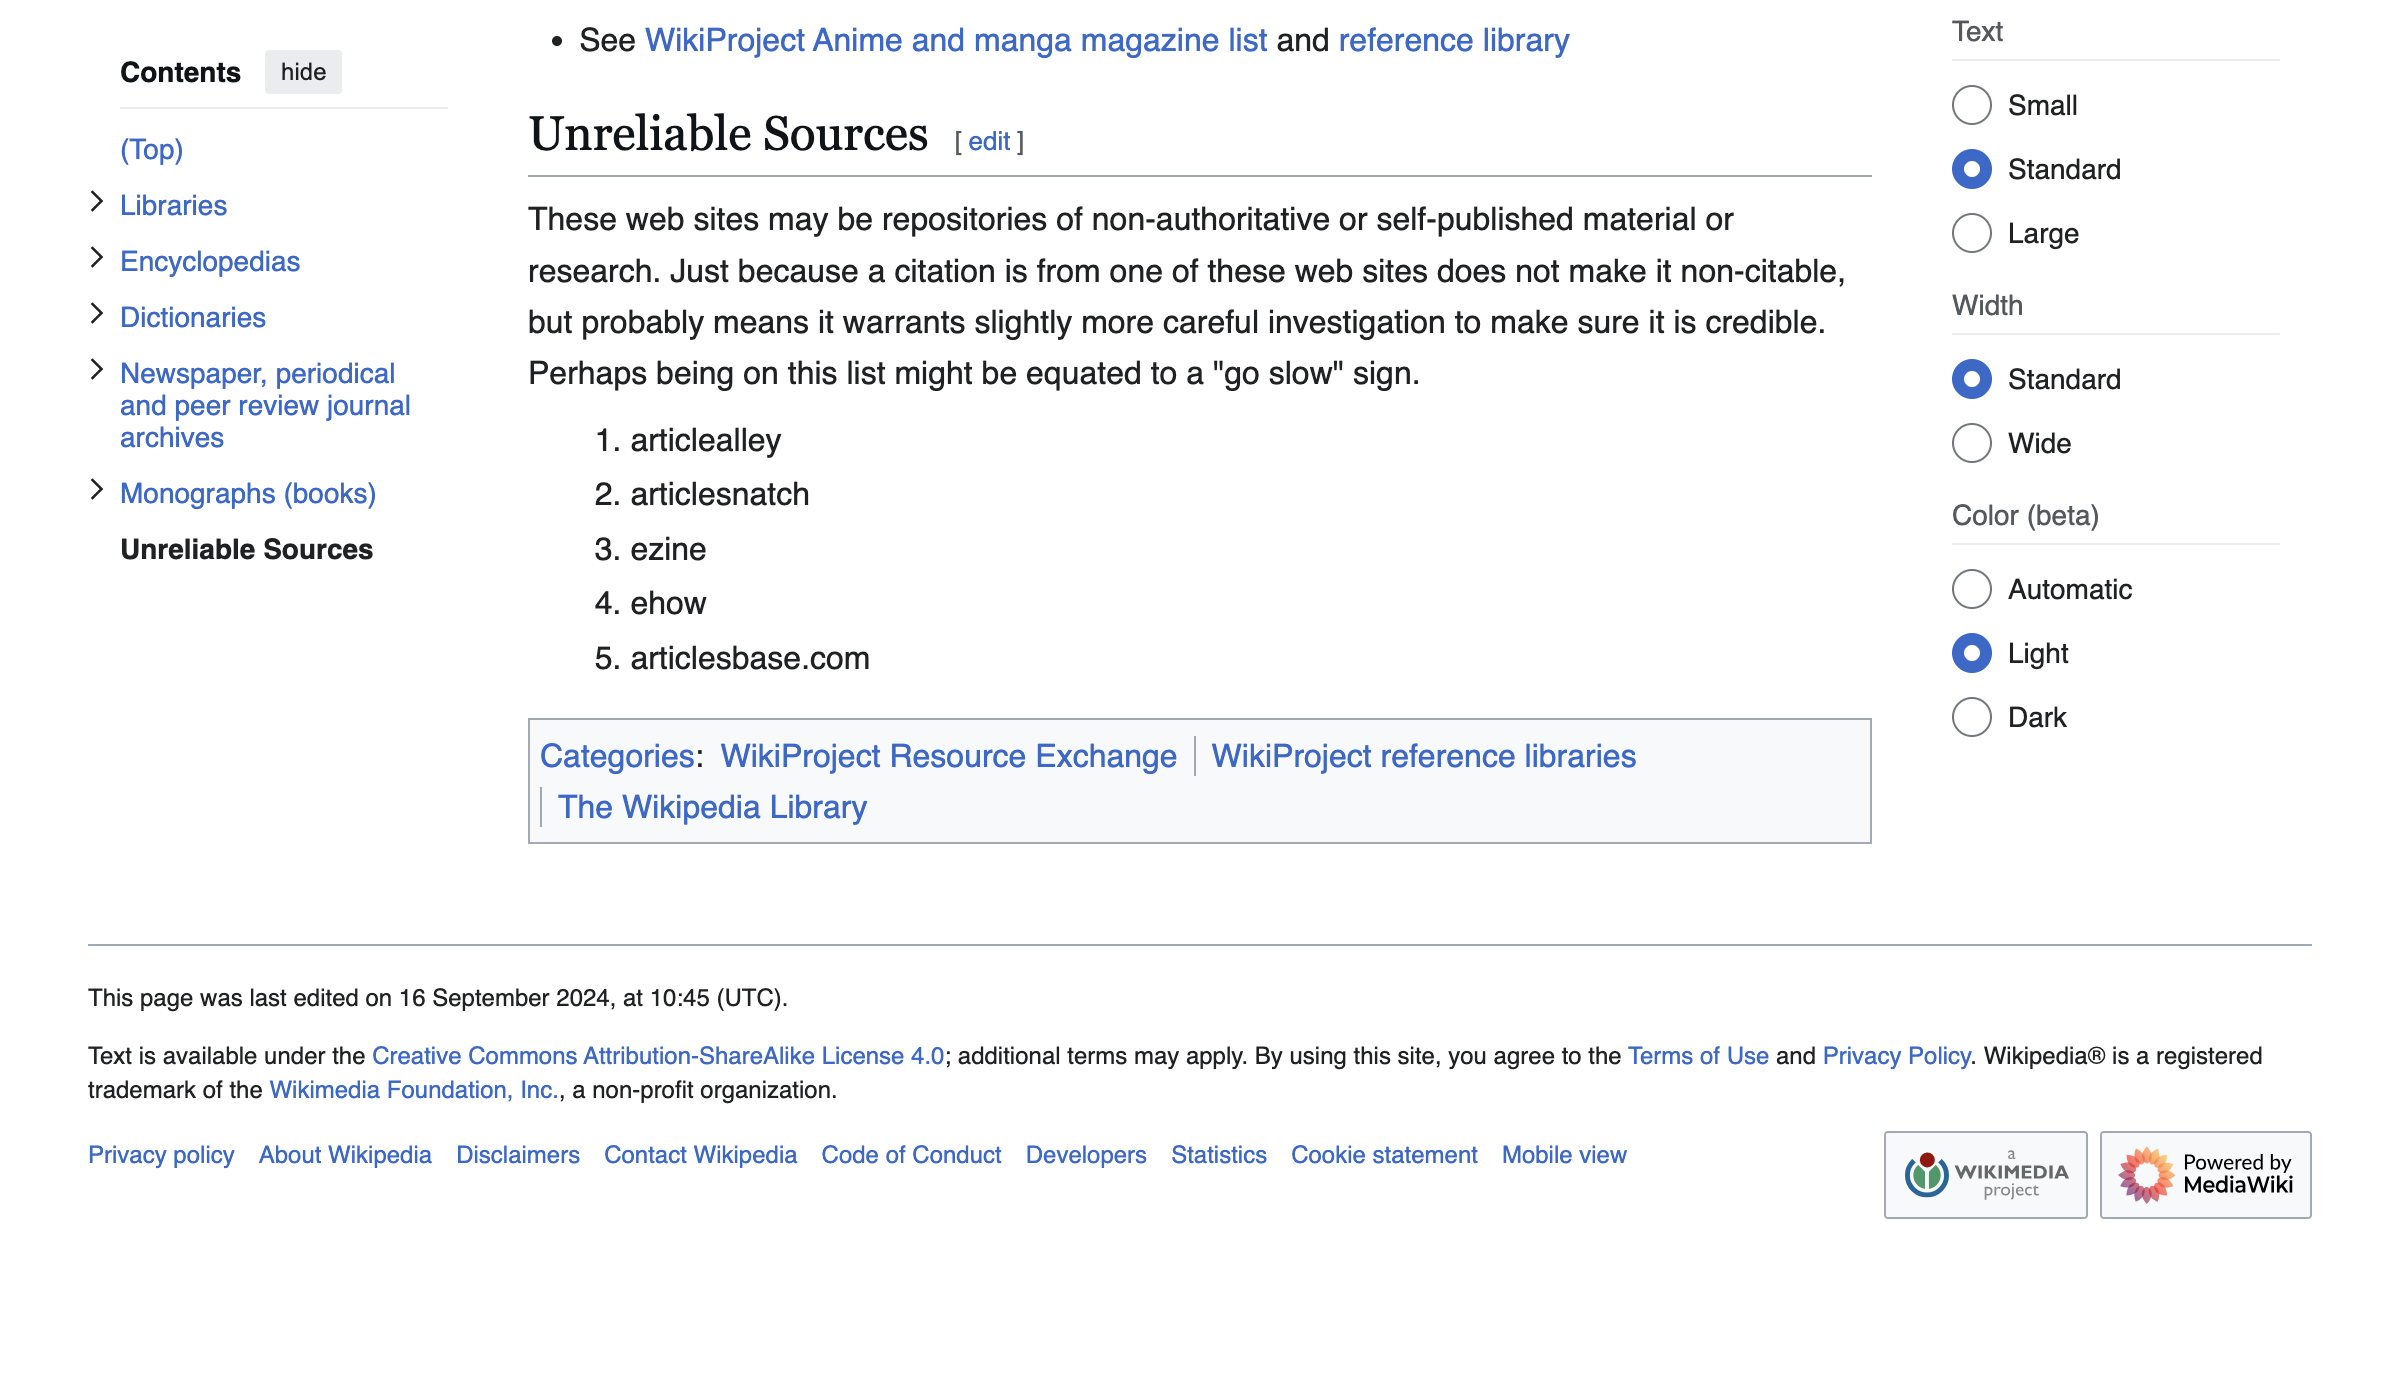 Contents hide
(Top)
Libraries
Encyclopedias
Dictionaries
Newspaper, periodical
and peer review journal
archives
Monographs (books)
Unreliable Sources
• See WikiProject Anime and manga magazine list and reference library
Unreliable Sources [ edit ]
These web sites may be repositories of non-authoritative or self-published material or
research. Just because a citation is from one of these web sites does not make it non-citable,
but probably means it warrants slightly more careful investigation to make sure it is credible.
Perhaps being on this list might be equated to a "go slow" sign.
1. articlealley
2. articlesnatch
3. ezine
4. ehow
5. articlesbase.com
Categories: WikiProject Resource Exchange | WikiProject reference libraries
| The Wikipedia Library
Text
Small
Standard
Large
Width
Standard
Wide
Color (beta)
Automatic
Light
Dark
This page was last edited on 16 September 2024, at 10:45 (UTC).
Text is available under the Creative Commons Attribution-ShareAlike License 4.0; additional terms may apply. By using this site, you agree to the Terms of Use and Privacy Policy. Wikipedia® is a registered
trademark of the Wikimedia Foundation, Inc., a non-profit organization.
Privacy policy About Wikipedia Disclaimers Contact Wikipedia Code of Conduct Developers Statistics Cookie statement Mobile view
a
WIKIMEDIA
project
Powered by
MediaWiki